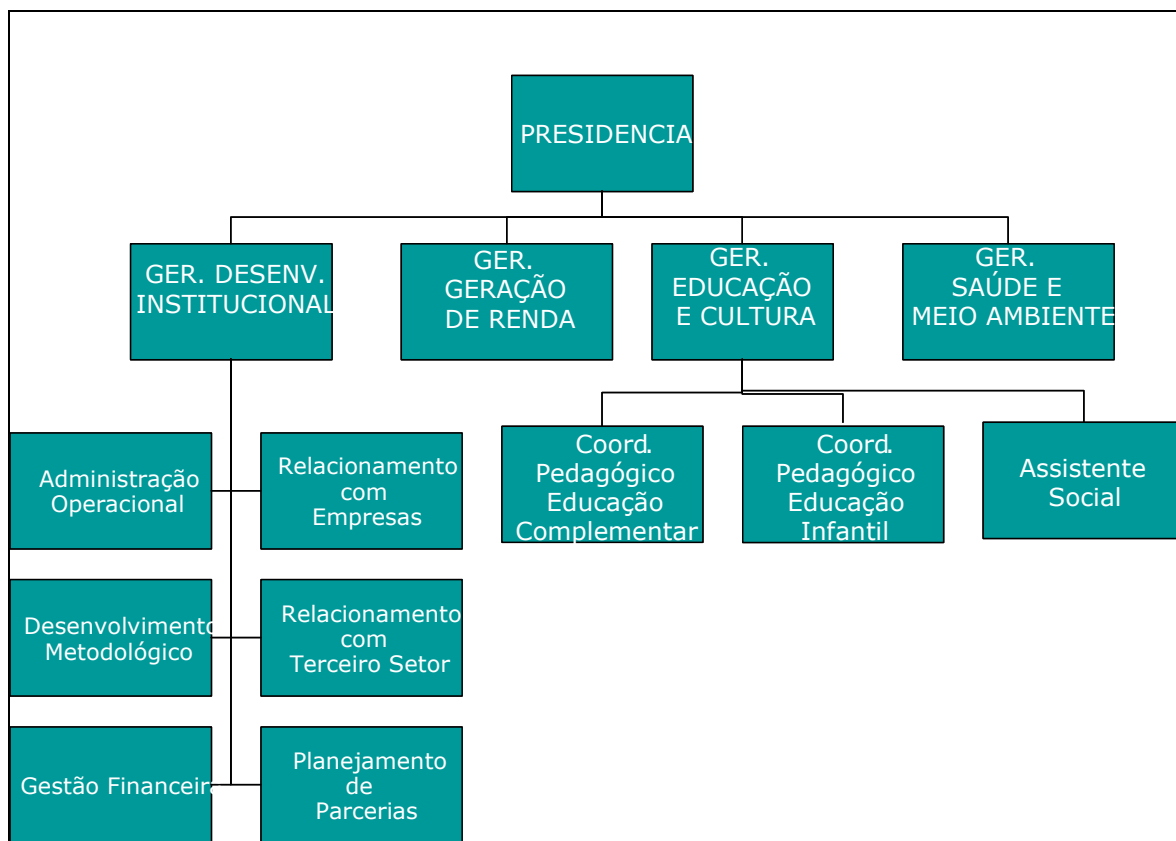 PRESIDENCIA
GER. DESENV.
INSTITUCIONAL
GER.
GERAÇÃO
DE RENDA
GER.
EDUCAÇÃO
E CULTURA
GER.
SAÚDE E
MEIO AMBIENTE
Coord.
Pedagógico
Educação
Complementar
Coord.
Pedagógico
Educação
Infantil
Assistente
Social
Administração
Operacional
Relacionamento
com
Empresas
Desenvolvimento
Metodológico
Relacionamento
com
Terceiro Setor
Gestão Financeira
Planejamento
de
Parcerias